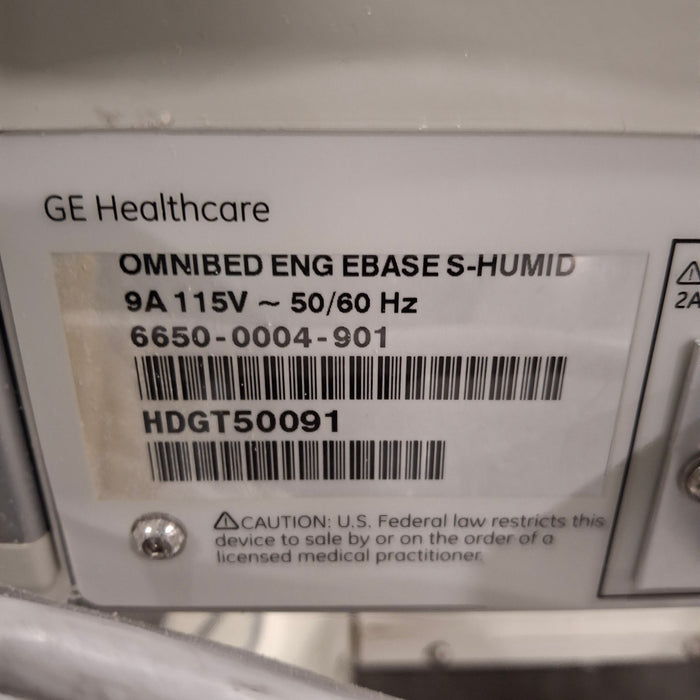 GE Healthcare
OMNIBED ENG EBASE S-HUMID
9A 115V ~ 50/60 Hz
6650-0004-901
HDGT50091
⚠CAUTION: U.S. Federal law restricts this
device to sale by or on the order of a
licensed medical practitioner.
⚠
2A